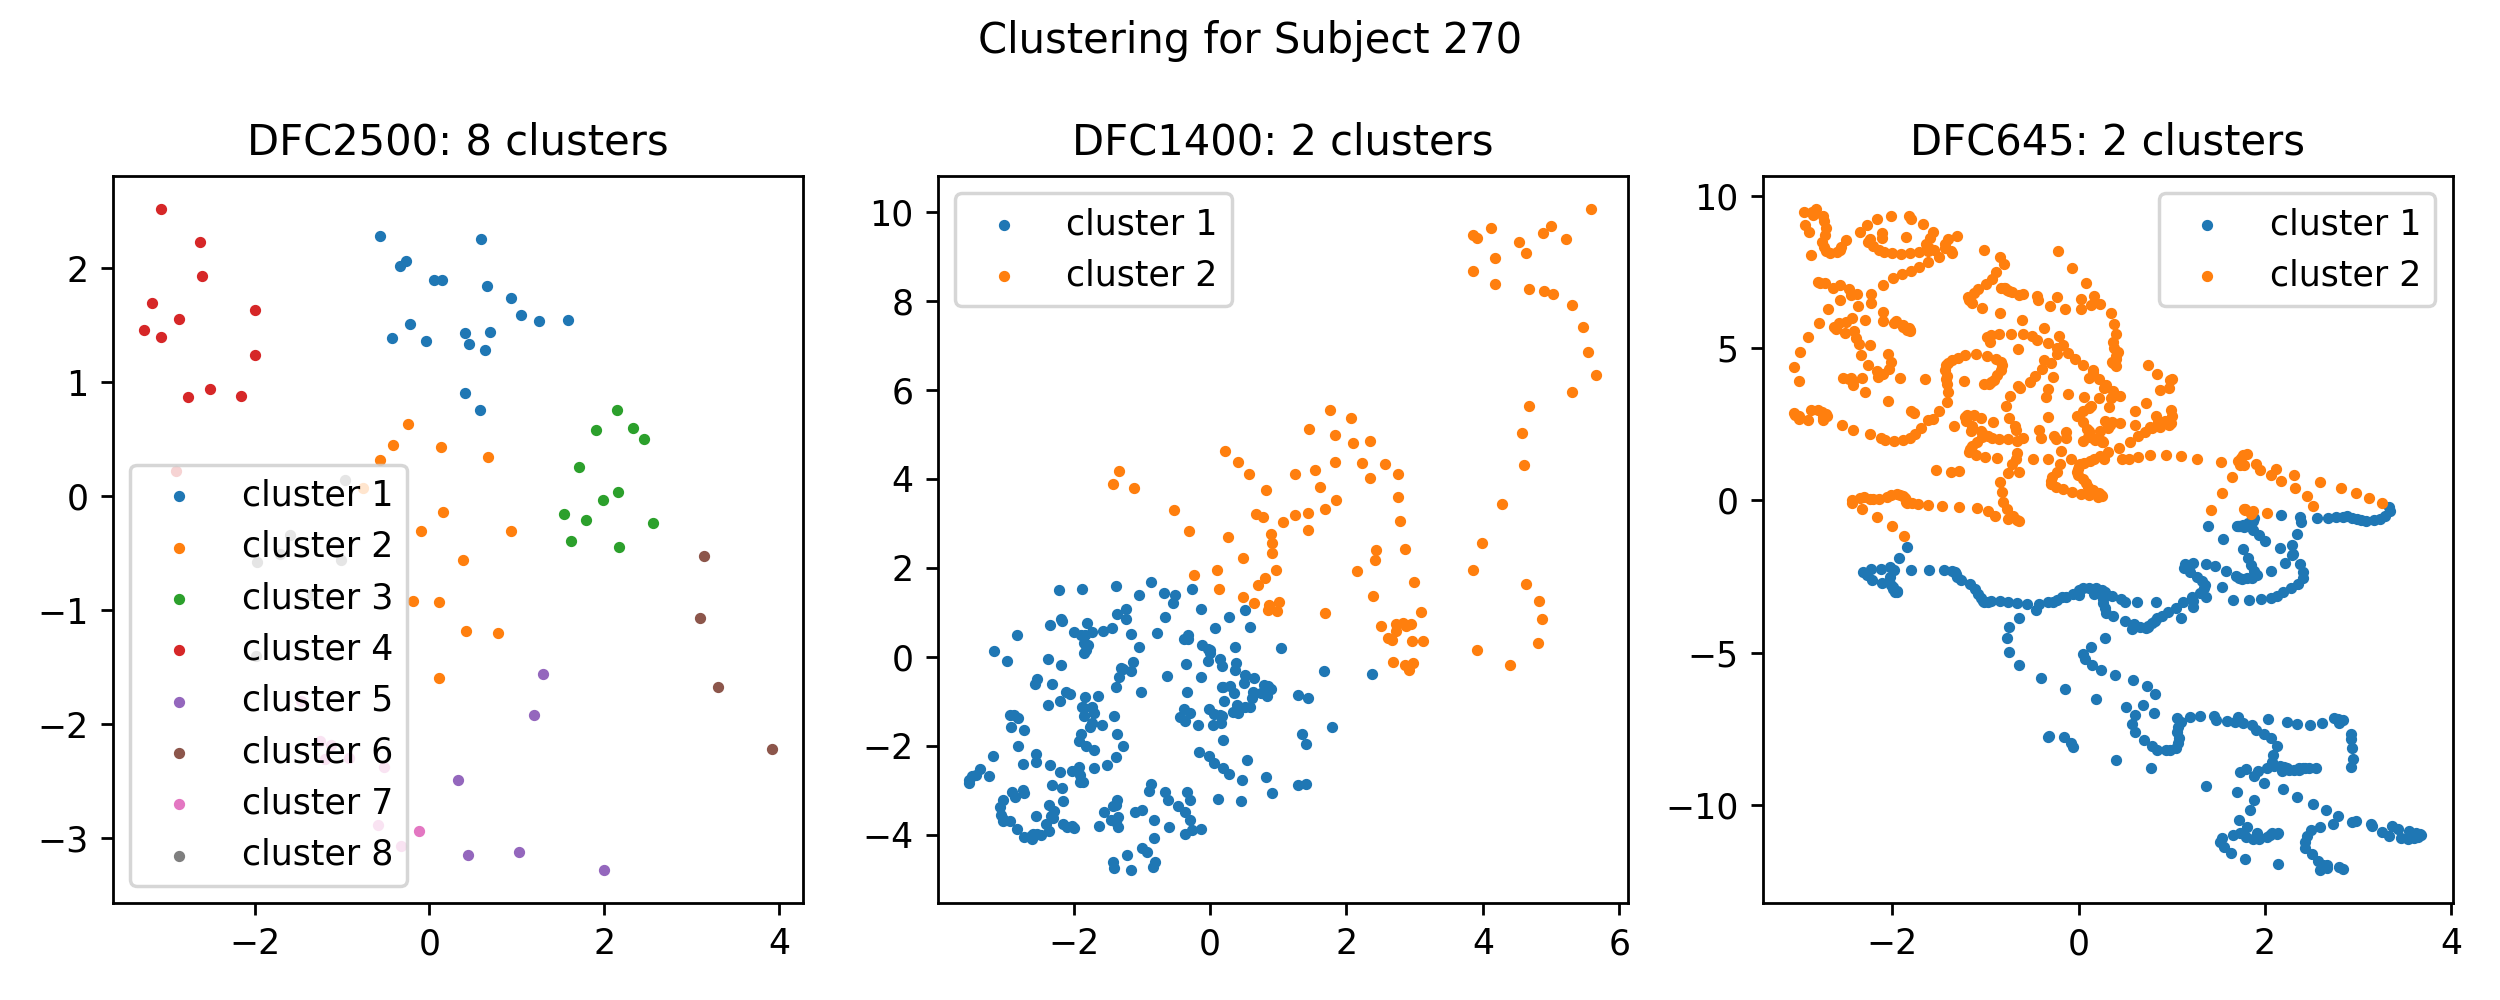 Clustering for Subject 270
DFC2500: 8 clusters
2
1
0
−1
−2
−3
−2
0
2
4
cluster 1
cluster 2
cluster 3
cluster 4
cluster 5
cluster 6
cluster 7
cluster 8
DFC1400: 2 clusters
10
8
6
4
2
0
−2
−4
−2
0
2
4
6
cluster 1
cluster 2
DFC645: 2 clusters
10
5
0
−5
−10
−2
0
2
4
cluster 1
cluster 2